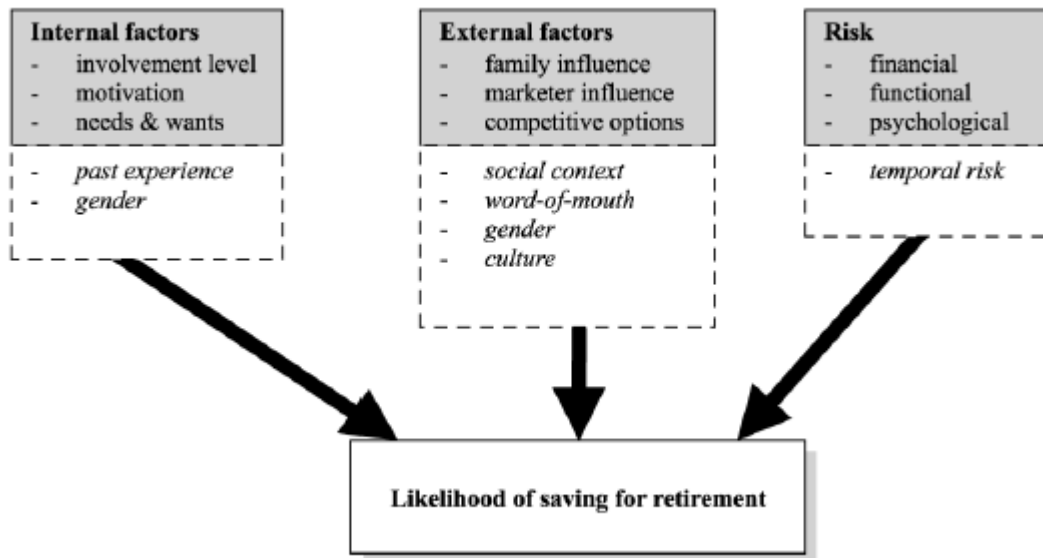 Internal factors
- involvement level
- motivation
- needs & wants
- past experience
- gender
External factors
- family influence
- marketer influence
- competitive options
- social context
- word-of-mouth
- gender
- culture
Risk
- financial
- functional
- psychological
- temporal risk
Likelihood of saving for retirement